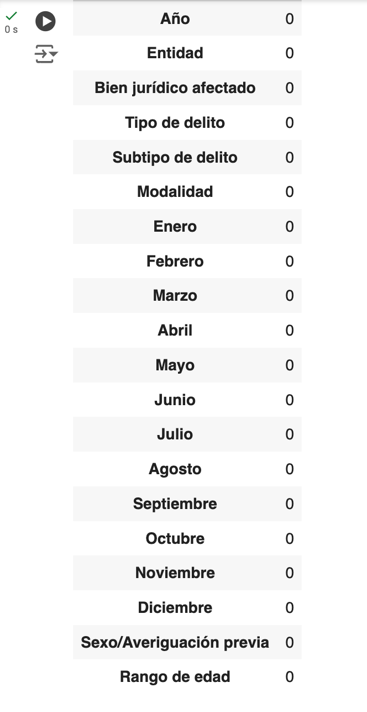 Año 0
0 s
Entidad 0
Bien jurídico afectado 0
Tipo de delito 0
Subtipo de delito 0
Modalidad 0
Enero 0
Febrero 0
Marzo 0
Abril 0
Mayo 0
Junio 0
Julio 0
Agosto 0
Septiembre 0
Octubre 0
Noviembre 0
Diciembre 0
Sexo/Averiguación previa 0
Rango de edad 0